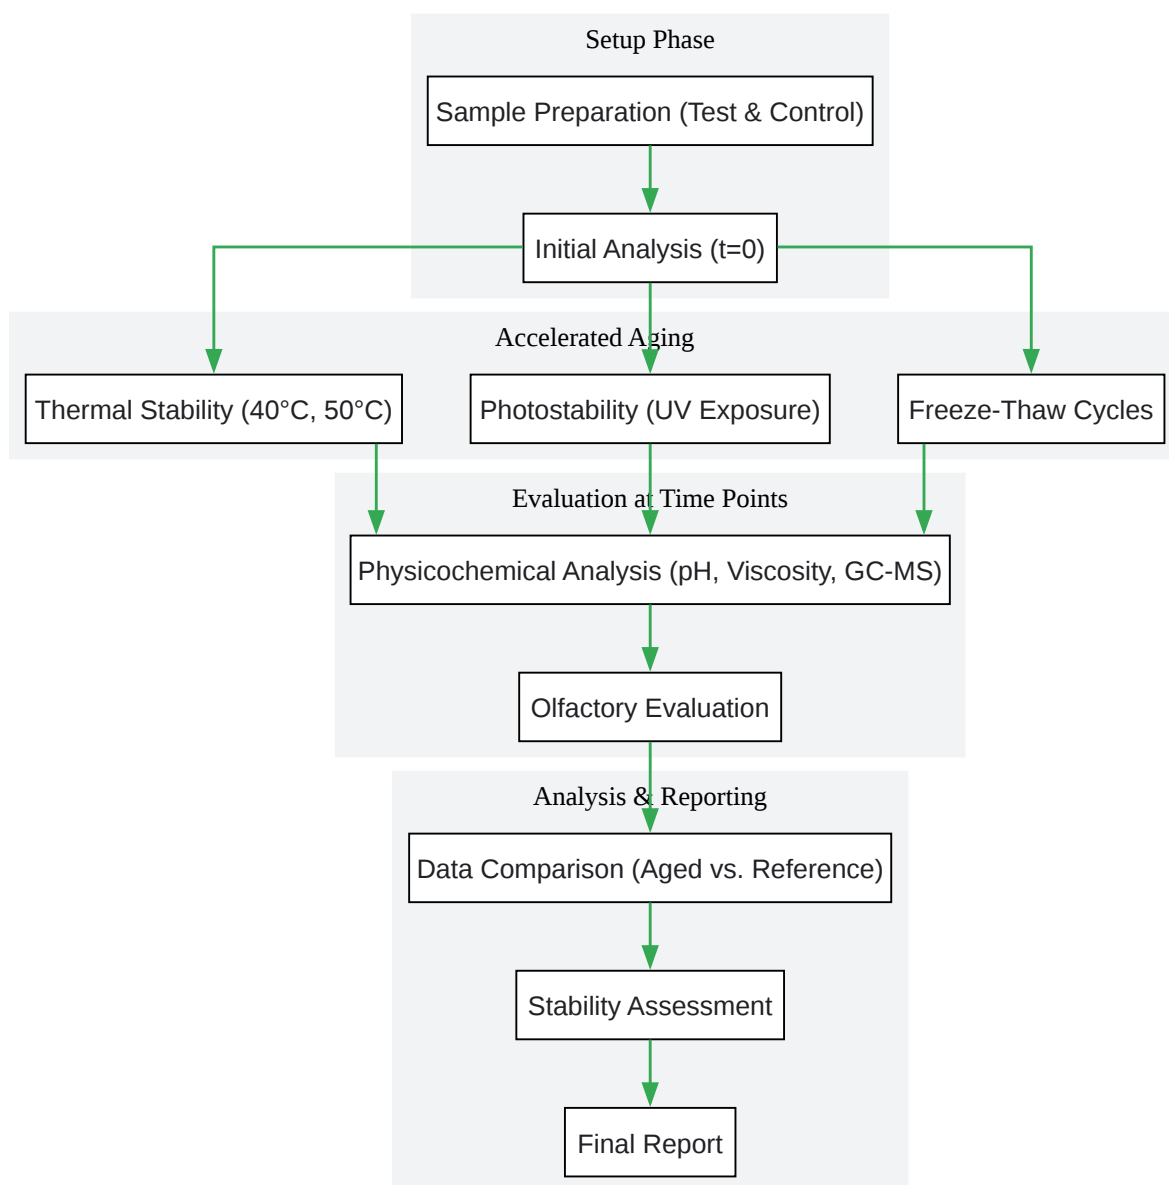 Setup Phase
Sample Preparation (Test & Control)
Initial Analysis (t=0)
Accelerated Aging
Thermal Stability (40°C, 50°C)
Photostability (UV Exposure)
Freeze-Thaw Cycles
Evaluation at Time Points
Physicochemical Analysis (pH, Viscosity, GC-MS)
Olfactory Evaluation
Analysis & Reporting
Data Comparison (Aged vs. Reference)
Stability Assessment
Final Report